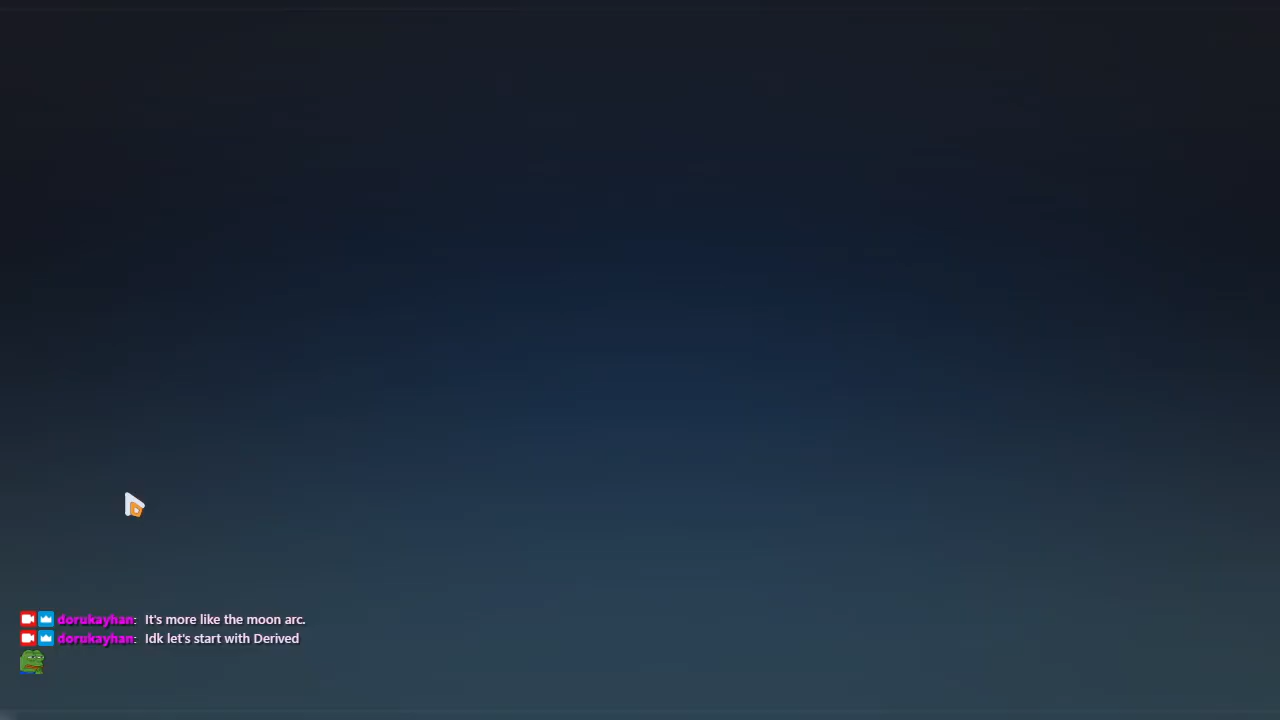 dorukayhan: It's more like the moon arc.
dorukayhan: Idk let's start with Derived